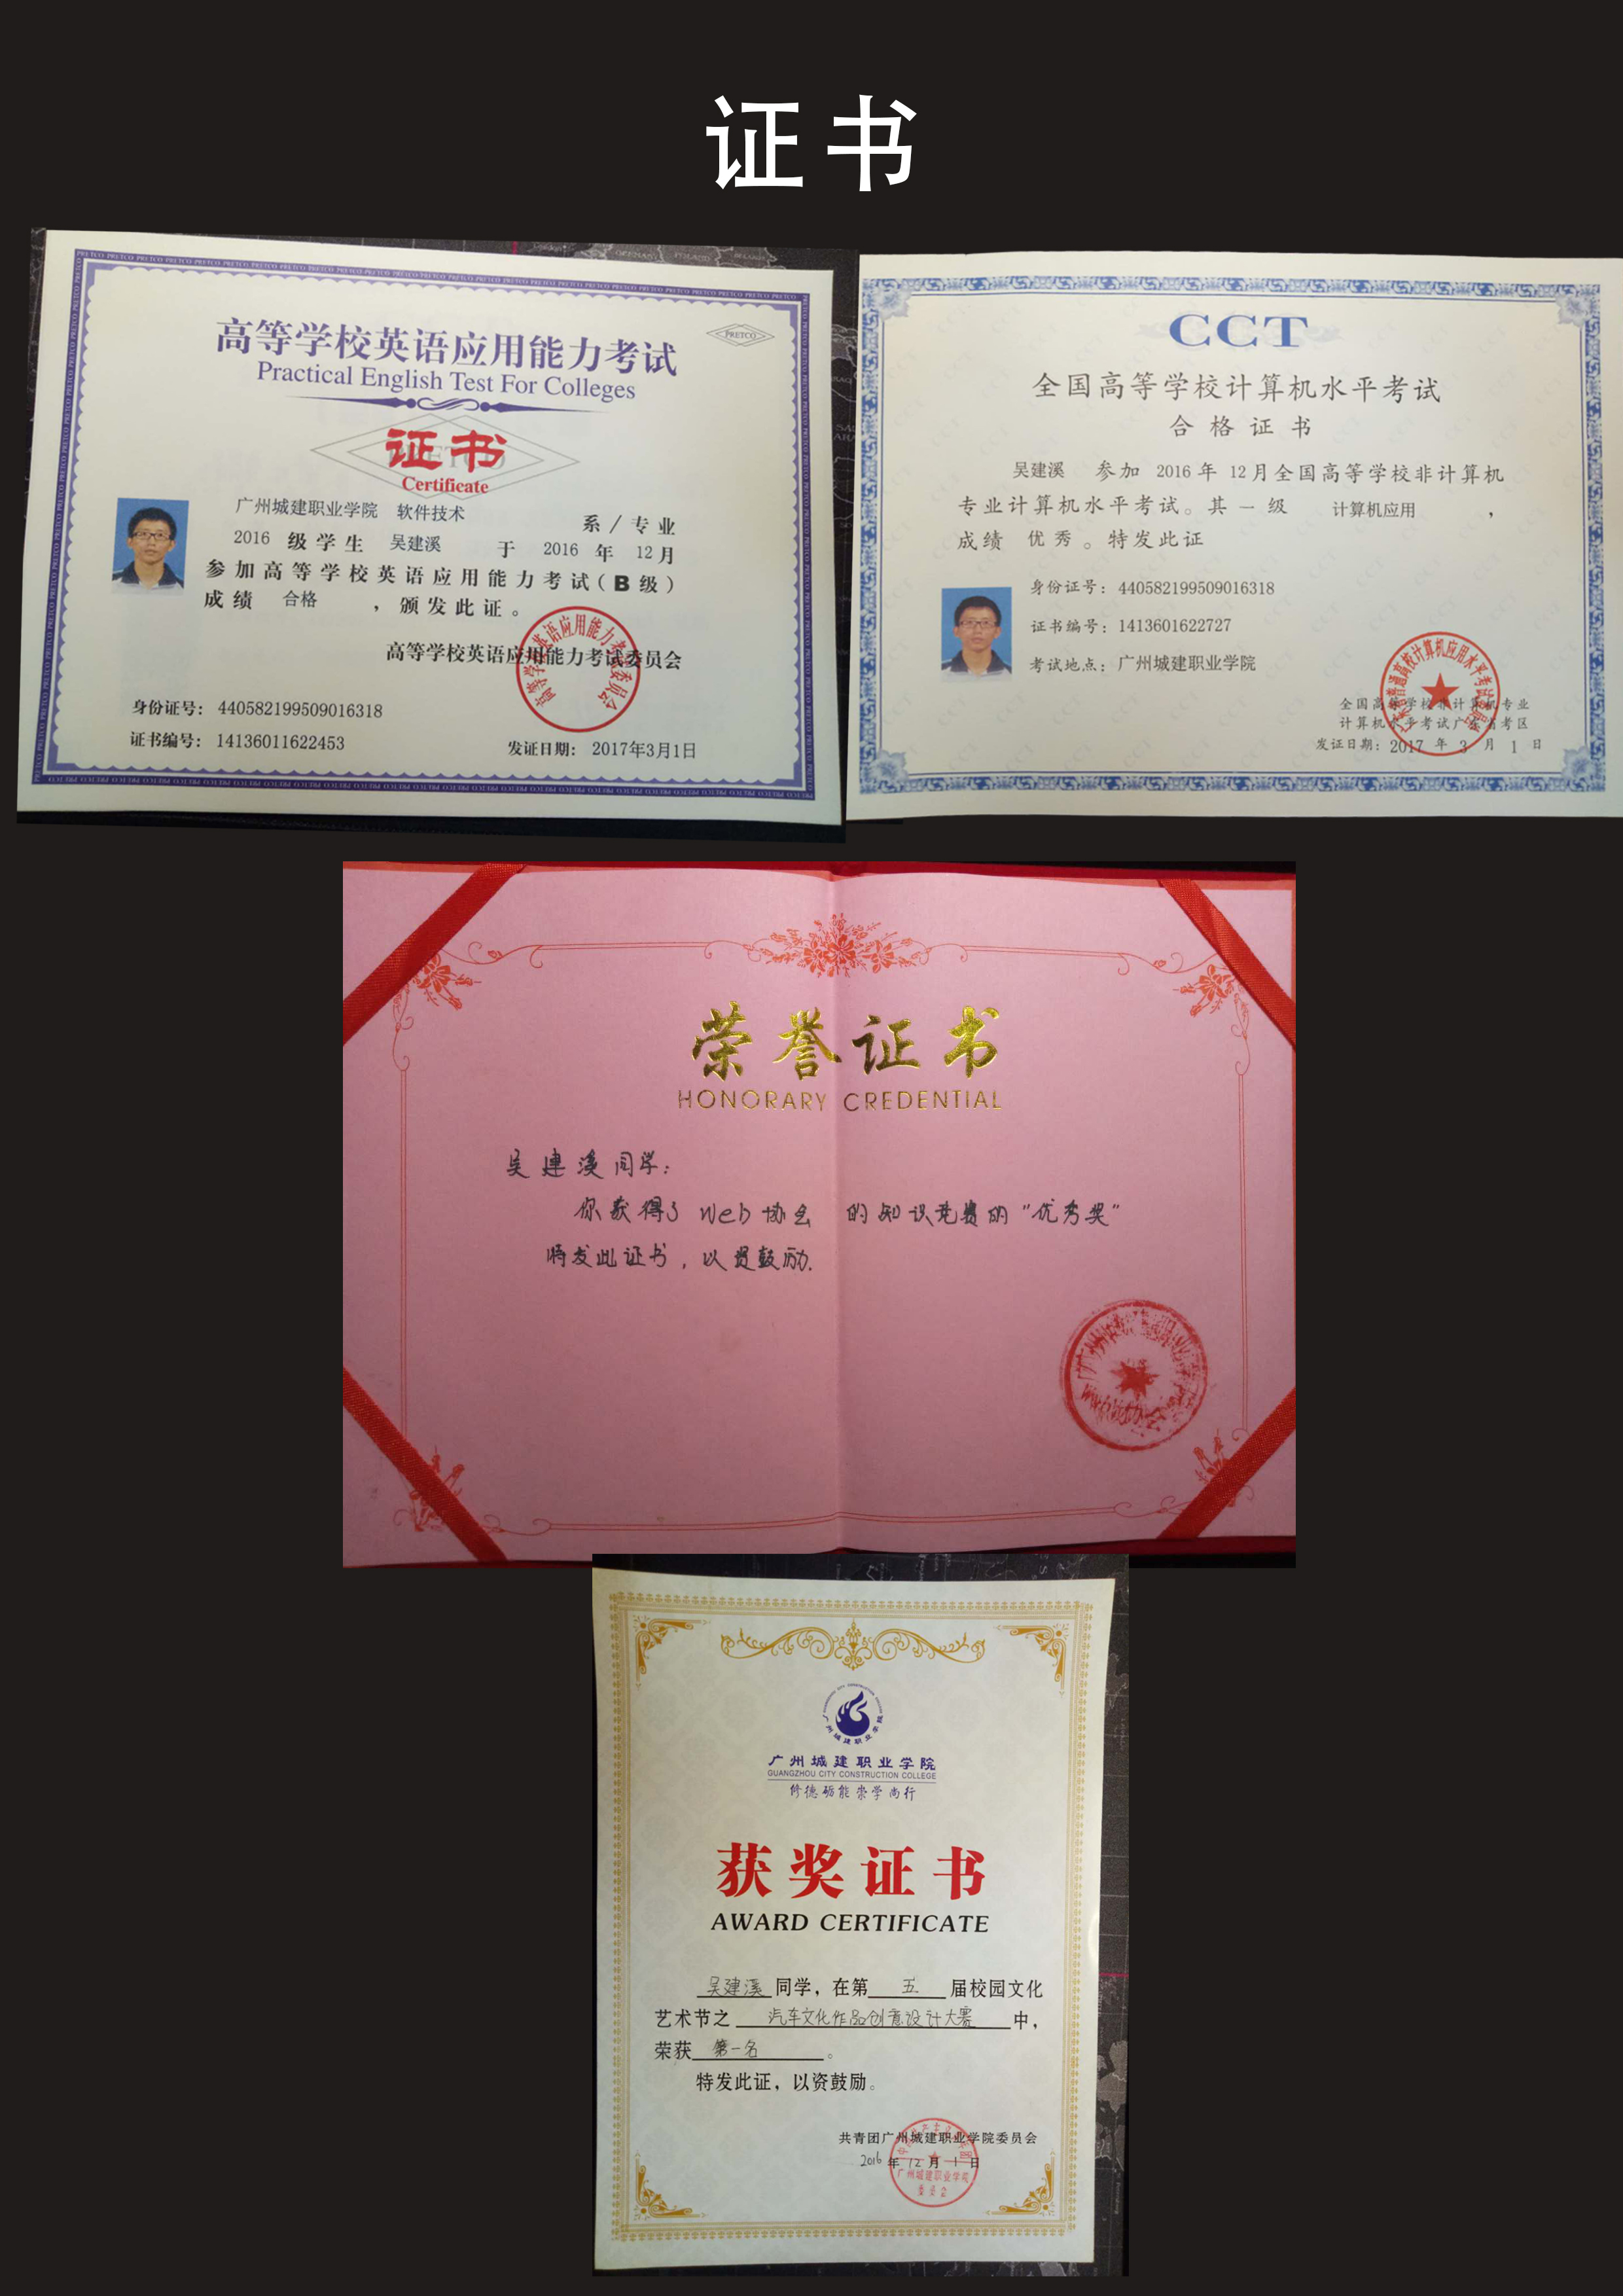 证书
PRETCO
高等学校英语应用能力考试
Practical English Test For Colleges
证书
Certificate
广州城建职业学院 软件技术 系/专业
2016 级学生 吴建溪 于 2016 年 12月
参加高等学校英语应用能力考试(B级)
成绩 合格 ,颁发此证。
高等学校英语应用能力考试委员会
身份证号: 440582199509016318
证书编号: 14136011622453
发证日期: 2017年3月1日
CCT
全国高等学校计算机水平考试
合格证书
吴建溪 参加 2016 年 12 月全国高等学校非计算机
专业计算机水平考试。其 一 级 计算机应用 ,
成绩 优秀 。特发此证
身份证号: 440582199509016318
证书编号: 1413601622727
考试地点: 广州城建职业学院
全国高等学校非计算机专业
计算机水平考试广东省考区
发证日期: 2017 年 3 月 1 日
荣誉证书
HONORARY CREDENTIAL
吴建溪同学:
你获得了 Web 协会 的知识竞赛的“优秀奖”
特发此证书,以资鼓励.
广州城建职业学院
GUANGZHOU CITY CONSTRUCTION COLLEGE
修德砺能 崇学尚行
获奖证书
AWARD CERTIFICATE
吴建溪 同学,在第 五 届校园文化
艺术节之 汽车文化作品创意设计大赛 中,
荣获 第一名 。
特发此证,以资鼓励。
共青团广州城建职业学院委员会
2016 年 12 月 1 日